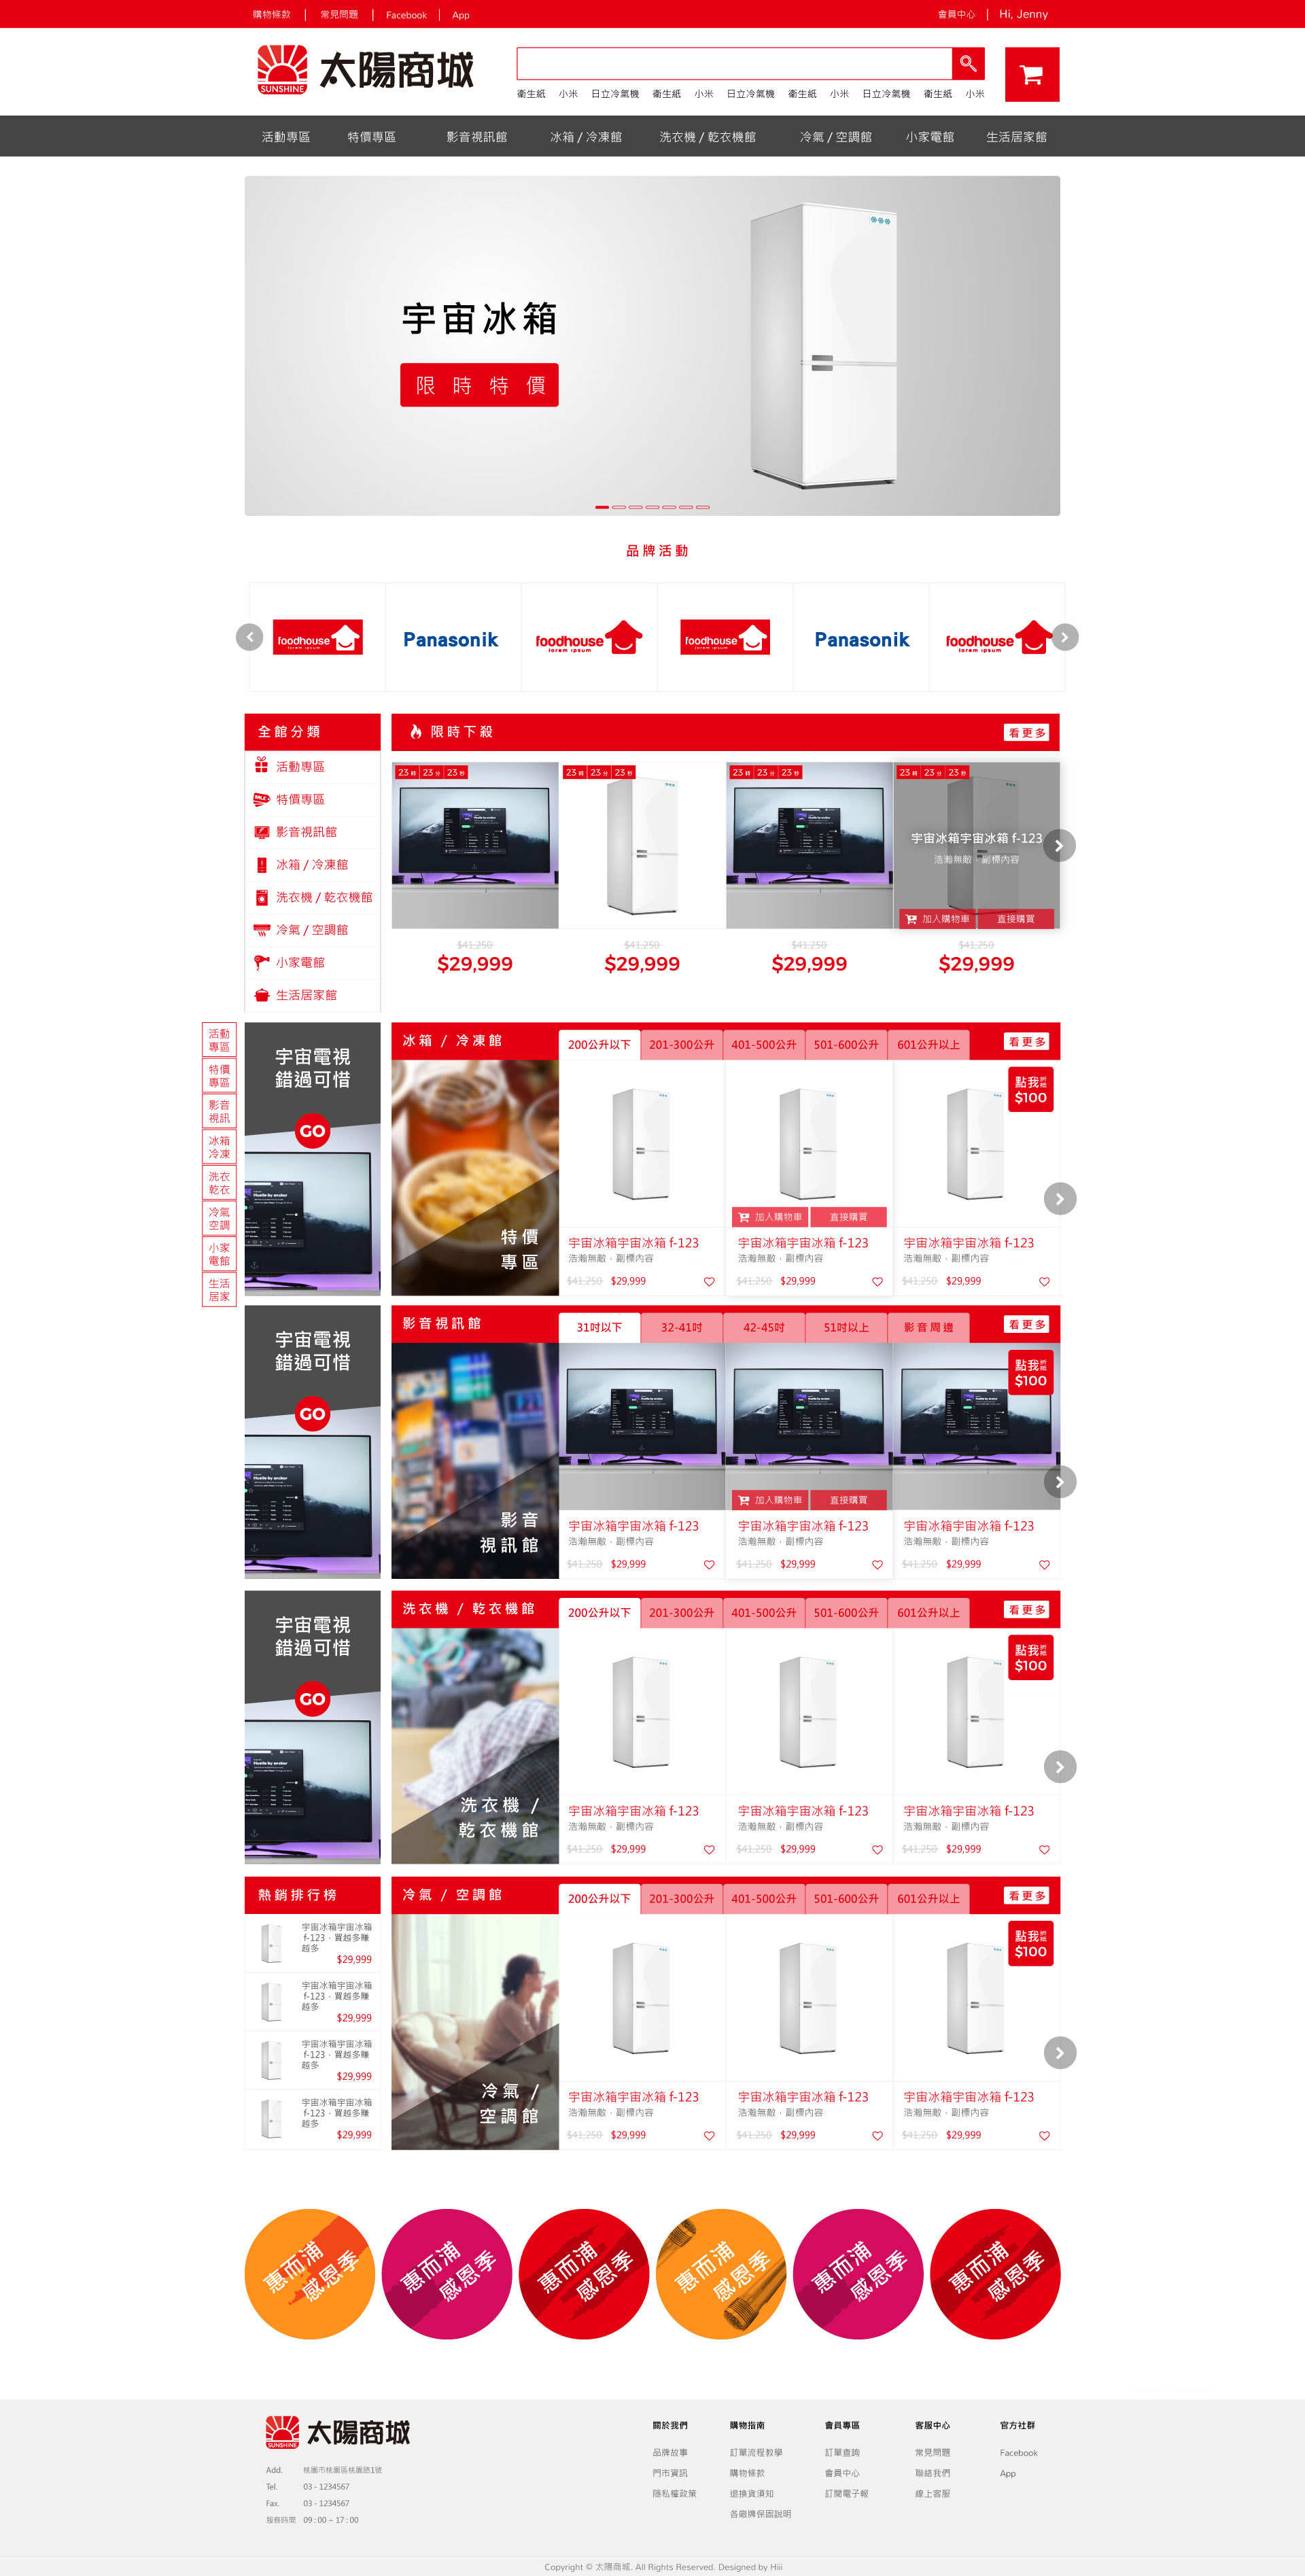 購物條款 | 常見問題 | Facebook | App
會員中心 | Hi, Jenny
SUNSHINE
太陽商城
衛生紙 小米 日立冷氣機 衛生紙 小米 日立冷氣機 衛生紙 小米 日立冷氣機 衛生紙 小米
活動專區 特價專區 影音視訊館 冰箱 / 冷凍館 洗衣機 / 乾衣機館 冷氣 / 空調館 小家電館 生活居家館
宇宙冰箱
限時特價
品牌活動
foodhouse lorem ipsum
Panasonik
foodhouse lorem ipsum
foodhouse lorem ipsum
Panasonik
foodhouse lorem ipsum
全館分類
活動專區
特價專區
影音視訊館
冰箱 / 冷凍館
洗衣機 / 乾衣機館
冷氣 / 空調館
小家電館
生活居家館
限時下殺
看更多
23 時 23 分 23 秒
23 時 23 分 23 秒
23 時 23 分 23 秒
23 時 23 分 23 秒
宇宙冰箱宇宙冰箱 f-123
浩瀚無敵．副標內容
加入購物車 直接購買
$41,250 $41,250 $41,250 $41,250
$29,999 $29,999 $29,999 $29,999
活動
專區
特價
專區
影音
視訊
冰箱
冷凍
洗衣
乾衣
冷氣
空調
小家
電館
生活
居家
宇宙電視
錯過可惜
GO
冰箱 / 冷凍館
200公升以下 201-300公升 401-500公升 501-600公升 601公升以上
看更多
特價
專區
點我折抵
$100
加入購物車 直接購買
宇宙冰箱宇宙冰箱 f-123 宇宙冰箱宇宙冰箱 f-123 宇宙冰箱宇宙冰箱 f-123
浩瀚無敵．副標內容 浩瀚無敵．副標內容 浩瀚無敵．副標內容
$41,250 $29,999 $41,250 $29,999 $41,250 $29,999
宇宙電視
錯過可惜
GO
影音視訊館
31吋以下 32-41吋 42-45吋 51吋以上 影音周邊
看更多
影音
視訊館
點我折抵
$100
加入購物車 直接購買
宇宙冰箱宇宙冰箱 f-123 宇宙冰箱宇宙冰箱 f-123 宇宙冰箱宇宙冰箱 f-123
浩瀚無敵．副標內容 浩瀚無敵．副標內容 浩瀚無敵．副標內容
$41,250 $29,999 $41,250 $29,999 $41,250 $29,999
宇宙電視
錯過可惜
GO
洗衣機 / 乾衣機館
200公升以下 201-300公升 401-500公升 501-600公升 601公升以上
看更多
洗衣機 /
乾衣機館
點我折抵
$100
宇宙冰箱宇宙冰箱 f-123 宇宙冰箱宇宙冰箱 f-123 宇宙冰箱宇宙冰箱 f-123
浩瀚無敵．副標內容 浩瀚無敵．副標內容 浩瀚無敵．副標內容
$41,250 $29,999 $41,250 $29,999 $41,250 $29,999
熱銷排行榜
宇宙冰箱宇宙冰箱
f-123．買越多賺
越多
$29,999
宇宙冰箱宇宙冰箱
f-123．買越多賺
越多
$29,999
宇宙冰箱宇宙冰箱
f-123．買越多賺
越多
$29,999
宇宙冰箱宇宙冰箱
f-123．買越多賺
越多
$29,999
冷氣 / 空調館
200公升以下 201-300公升 401-500公升 501-600公升 601公升以上
看更多
冷氣 /
空調館
點我折抵
$100
宇宙冰箱宇宙冰箱 f-123 宇宙冰箱宇宙冰箱 f-123 宇宙冰箱宇宙冰箱 f-123
浩瀚無敵．副標內容 浩瀚無敵．副標內容 浩瀚無敵．副標內容
$41,250 $29,999 $41,250 $29,999 $41,250 $29,999
惠而浦
感恩季
惠而浦
感恩季
惠而浦
感恩季
惠而浦
感恩季
惠而浦
感恩季
惠而浦
感恩季
SUNSHINE
太陽商城
Add. 桃園市桃園區桃園路1號
Tel. 03 - 1234567
Fax. 03 - 1234567
服務時間 09 : 00 ~ 17 : 00
關於我們
品牌故事
門市資訊
隱私權政策
購物指南
訂單流程教學
購物條款
退換貨須知
各廠牌保固說明
會員專區
訂單查詢
會員中心
訂閱電子報
客服中心
常見問題
聯絡我們
線上客服
官方社群
Facebook
App
Copyright © 太陽商城. All Rights Reserved. Designed by Hiii